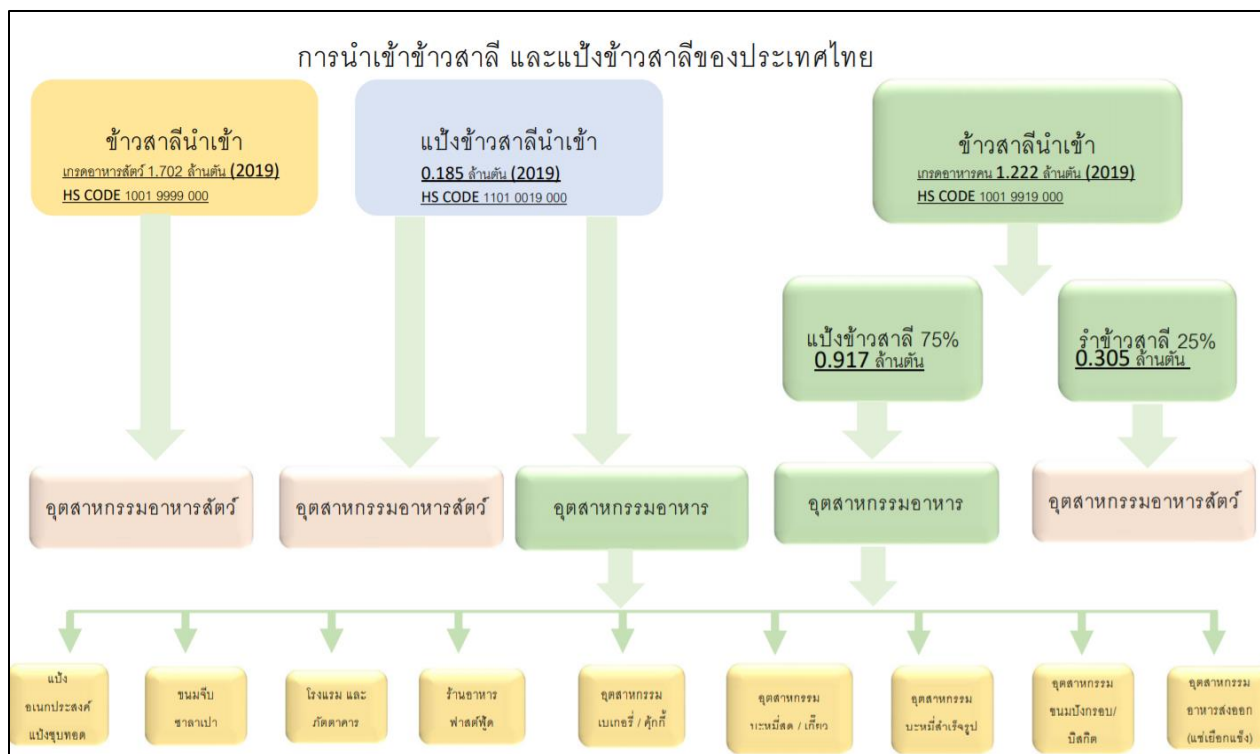 การนำเข้าข้าวสาลี และแป้งข้าวสาลีของประเทศไทย
ข้าวสาลีนำเข้า
เกรดอาหารสัตว์ 1.702 ล้านตัน (2019)
HS CODE 1001 9999 000
แป้งข้าวสาลีนำเข้า
0.185 ล้านตัน (2019)
HS CODE 1101 0019 000
ข้าวสาลีนำเข้า
เกรดอาหารคน 1.222 ล้านตัน (2019)
HS CODE 1001 9919 000
แป้งข้าวสาลี 75%
0.917 ล้านตัน
รำข้าวสาลี 25%
0.305 ล้านตัน
อุตสาหกรรมอาหารสัตว์
อุตสาหกรรมอาหารสัตว์
อุตสาหกรรมอาหาร
อุตสาหกรรมอาหาร
อุตสาหกรรมอาหารสัตว์
แป้ง
อเนกประสงค์
แป้งชุบทอด
ขนมจีบ
ซาลาเปา
โรงแรม และ
ภัตตาคาร
ร้านอาหาร
ฟาสต์ฟู้ด
อุตสาหกรรม
เบเกอรี่ / คุ้กกี้
อุตสาหกรรม
บะหมี่สด / เกี๊ยว
อุตสาหกรรม
บะหมี่สำเร็จรูป
อุตสาหกรรม
ขนมปังกรอบ/
บิสกิต
อุตสาหกรรม
อาหารส่งออก
(แช่เยือกแข็ง)